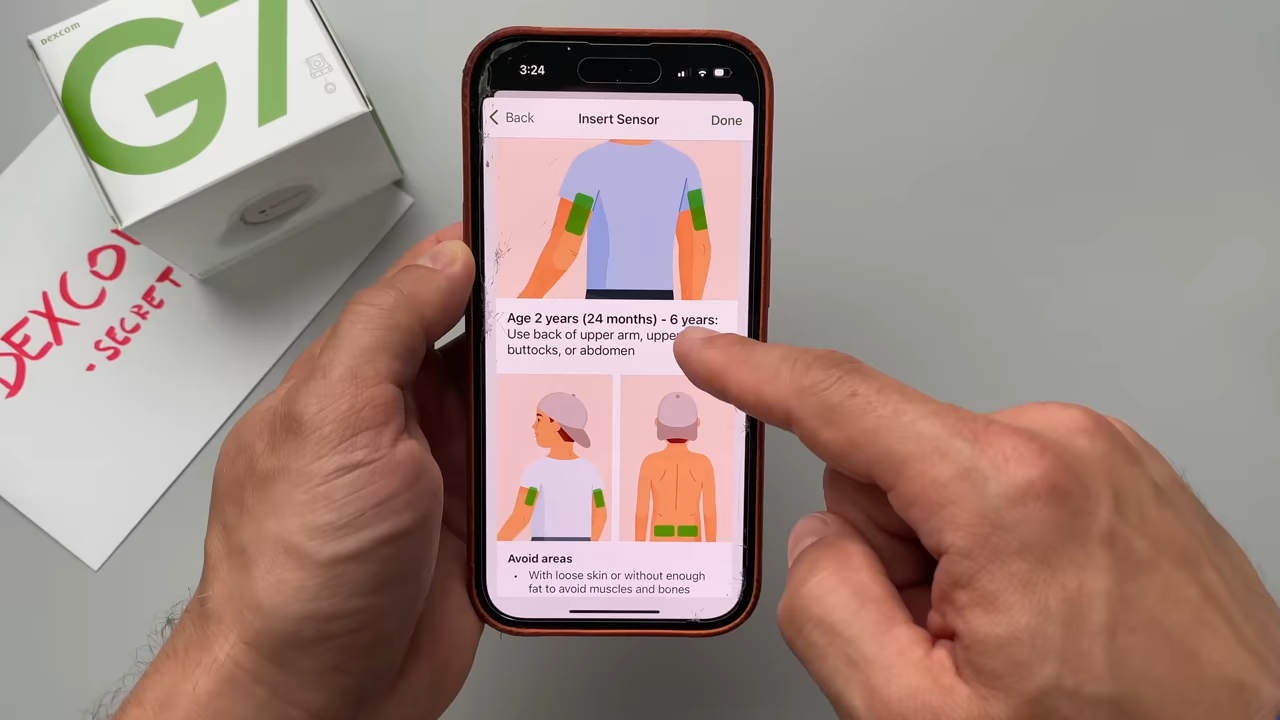 DEXCOM
G7
DEXCO
- SECRET
3:24
Back
Insert Sensor
Done
Age 2 years (24 months) - 6 years:
Use back of upper arm, upper
buttocks, or abdomen
Avoid areas
• With loose skin or without enough
fat to avoid muscles and bones